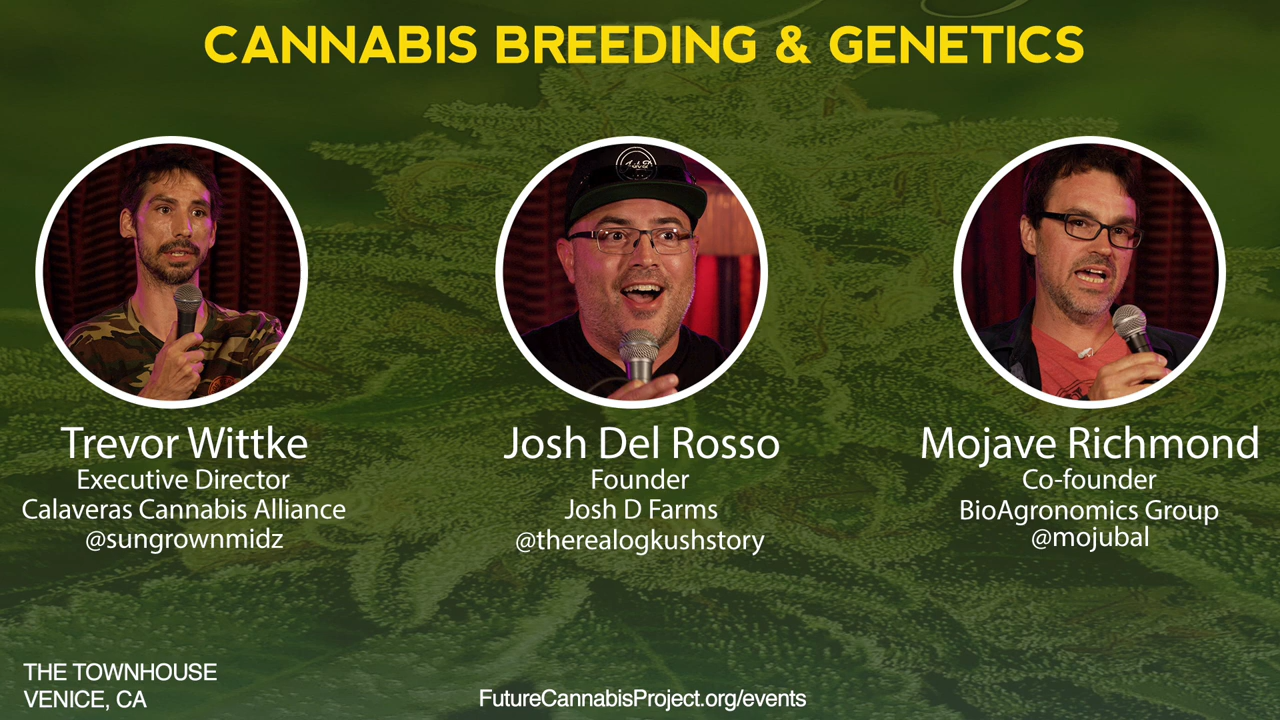 CANNABIS BREEDING & GENETICS
Trevor Wittke
Executive Director
Calaveras Cannabis Alliance
@sungrownmidz
Josh Del Rosso
Founder
Josh D Farms
@therealogkushstory
Mojave Richmond
Co-founder
BioAgronomics Group
@mojubal
THE TOWNHOUSE
VENICE, CA
FutureCannabisProject.org/events